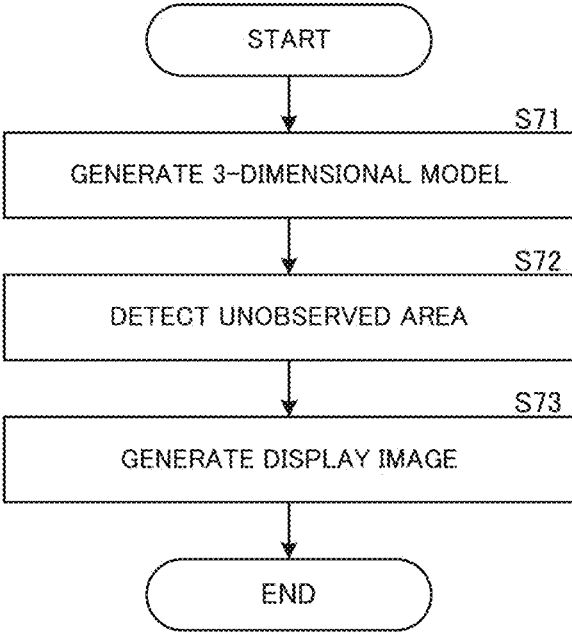 START
S71
GENERATE 3-DIMENSIONAL MODEL
S72
DETECT UNOBSERVED AREA
S73
GENERATE DISPLAY IMAGE
END